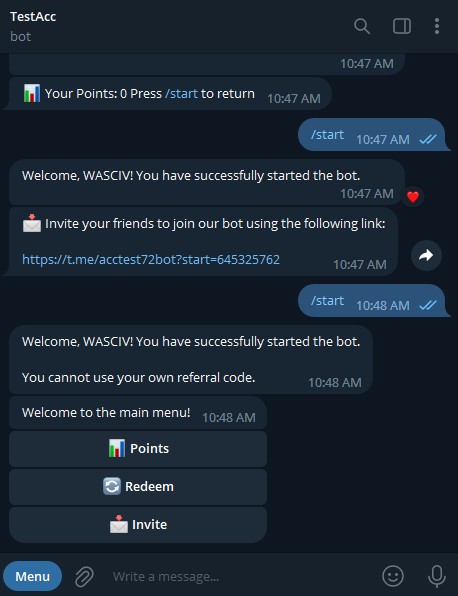 TestAcc
bot
10:47 AM
Your Points: 0 Press /start to return 10:47 AM
/start 10:47 AM
Welcome, WASCIV! You have successfully started the bot.
10:47 AM
Invite your friends to join our bot using the following link:
https://t.me/acctest72bot?start=645325762
10:47 AM
/start 10:48 AM
Welcome, WASCIV! You have successfully started the bot.
You cannot use your own referral code. 10:48 AM
Welcome to the main menu! 10:48 AM
Points
Redeem
Invite
Menu Write a message...